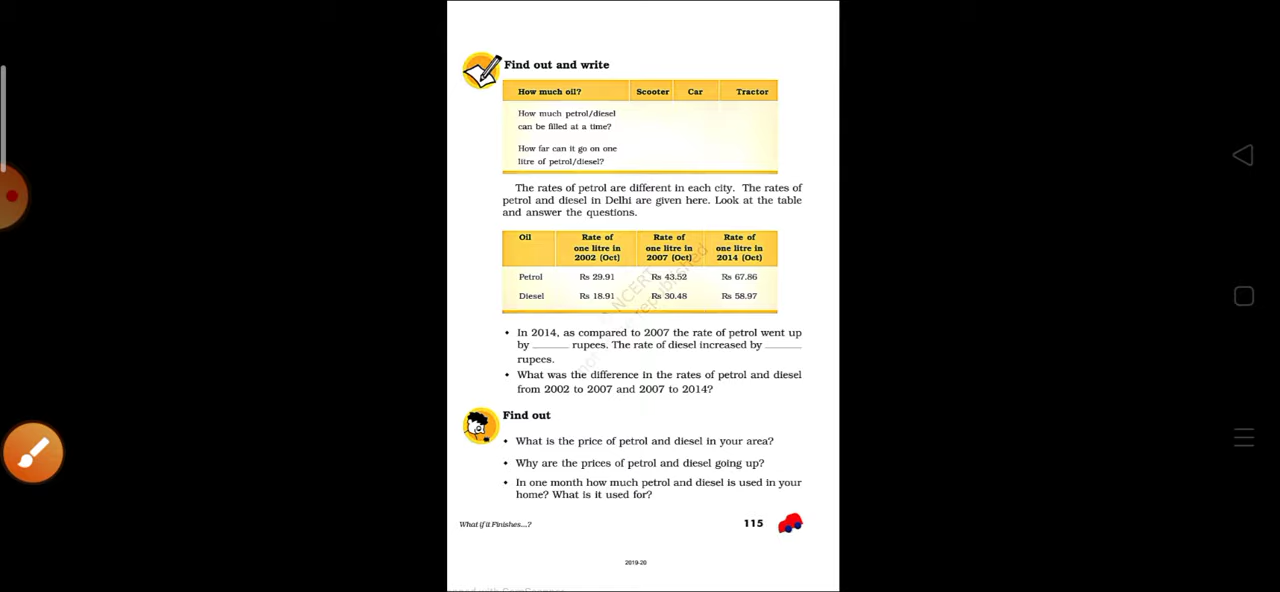 Find out and write
How much oil? Scooter Car Tractor
How much petrol/diesel
can be filled at a time?
How far can it go on one
litre of petrol/diesel?
The rates of petrol are different in each city. The rates of
petrol and diesel in Delhi are given here. Look at the table
and answer the questions.
Oil Rate of one litre in 2002 (Oct) Rate of one litre in 2007 (Oct) Rate of one litre in 2014 (Oct)
Petrol Rs 29.91 Rs 43.52 Rs 67.86
Diesel Rs 18.91 Rs 30.48 Rs 58.97
• In 2014, as compared to 2007 the rate of petrol went up
by ______ rupees. The rate of diesel increased by ______
rupees.
• What was the difference in the rates of petrol and diesel
from 2002 to 2007 and 2007 to 2014?
Find out
• What is the price of petrol and diesel in your area?
• Why are the prices of petrol and diesel going up?
• In one month how much petrol and diesel is used in your
home? What is it used for?
What if it Finishes...? 115
2019-20